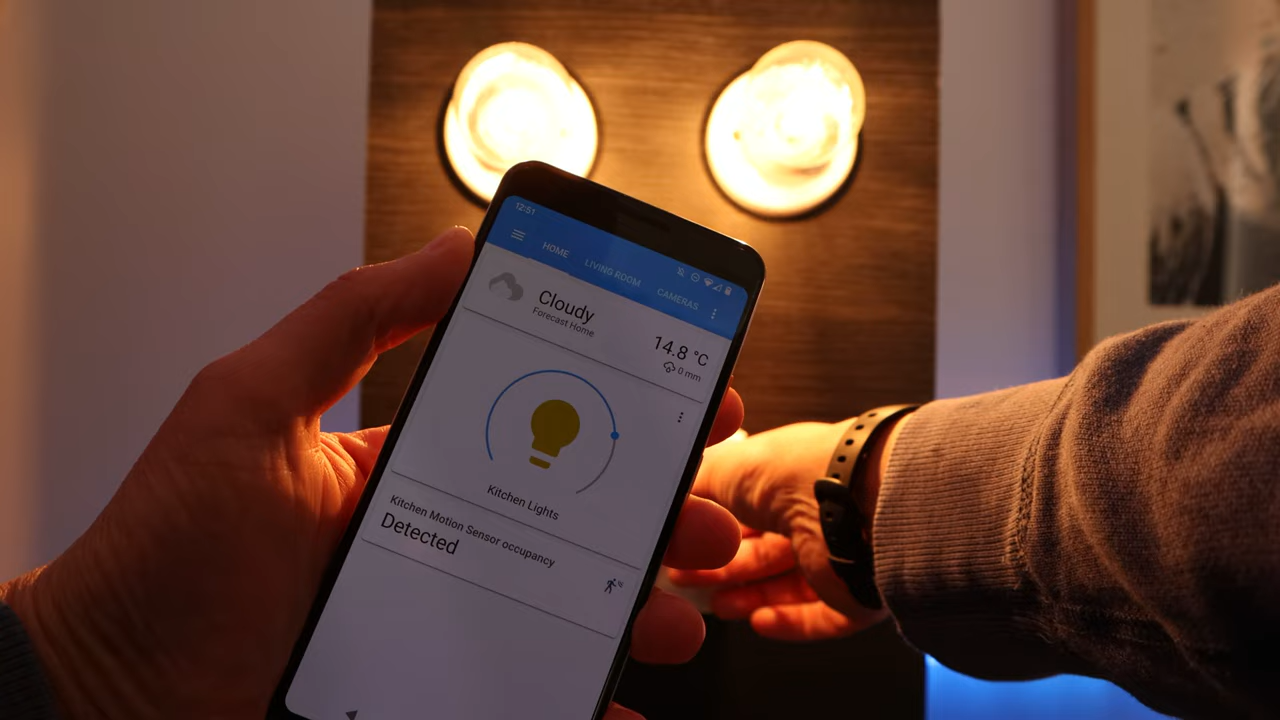 12:51
HOME LIVING ROOM CAMERAS
Cloudy
Forecast Home
14.8 °C
0 mm
Kitchen Lights
Kitchen Motion Sensor occupancy
Detected